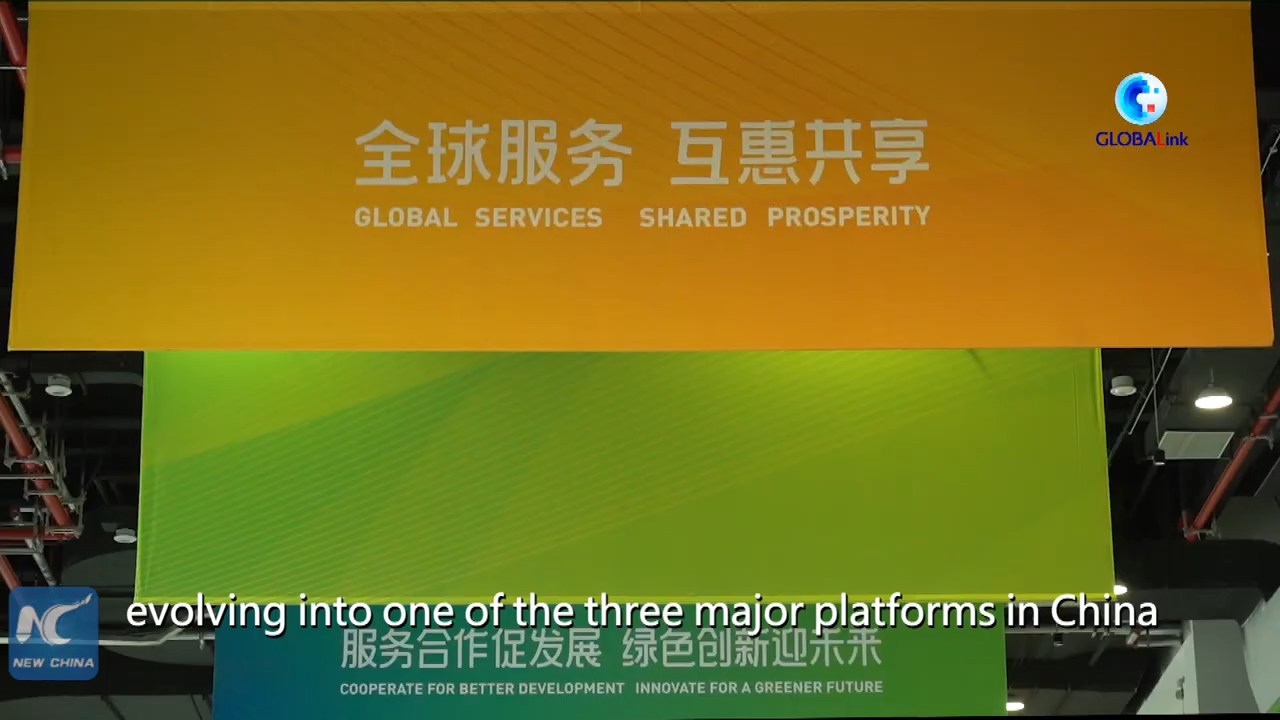 全球服务 互惠共享
GLOBAL SERVICES SHARED PROSPERITY
GLOBALink
evolving into one of the three major platforms in China
服务合作促发展 绿色创新迎未来
COOPERATE FOR BETTER DEVELOPMENT INNOVATE FOR A GREENER FUTURE
NC
NEW CHINA